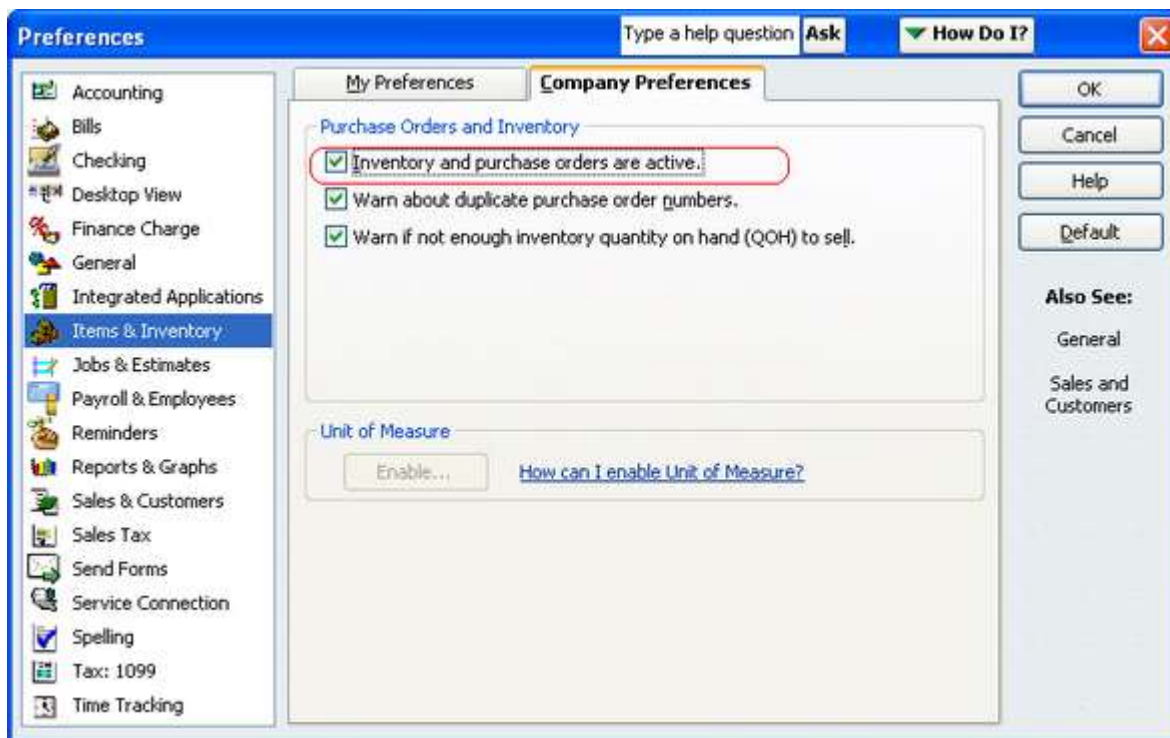 Preferences
Type a help question Ask
How Do I?
Accounting
Bills
Checking
Desktop View
Finance Charge
General
Integrated Applications
Items & Inventory
Jobs & Estimates
Payroll & Employees
Reminders
Reports & Graphs
Sales & Customers
Sales Tax
Send Forms
Service Connection
Spelling
Tax: 1099
Time Tracking
My Preferences
Company Preferences
Purchase Orders and Inventory
Inventory and purchase orders are active.
Warn about duplicate purchase order numbers.
Warn if not enough inventory quantity on hand (QOH) to sell.
Unit of Measure
Enable...
How can I enable Unit of Measure?
OK
Cancel
Help
Default
Also See:
General
Sales and
Customers